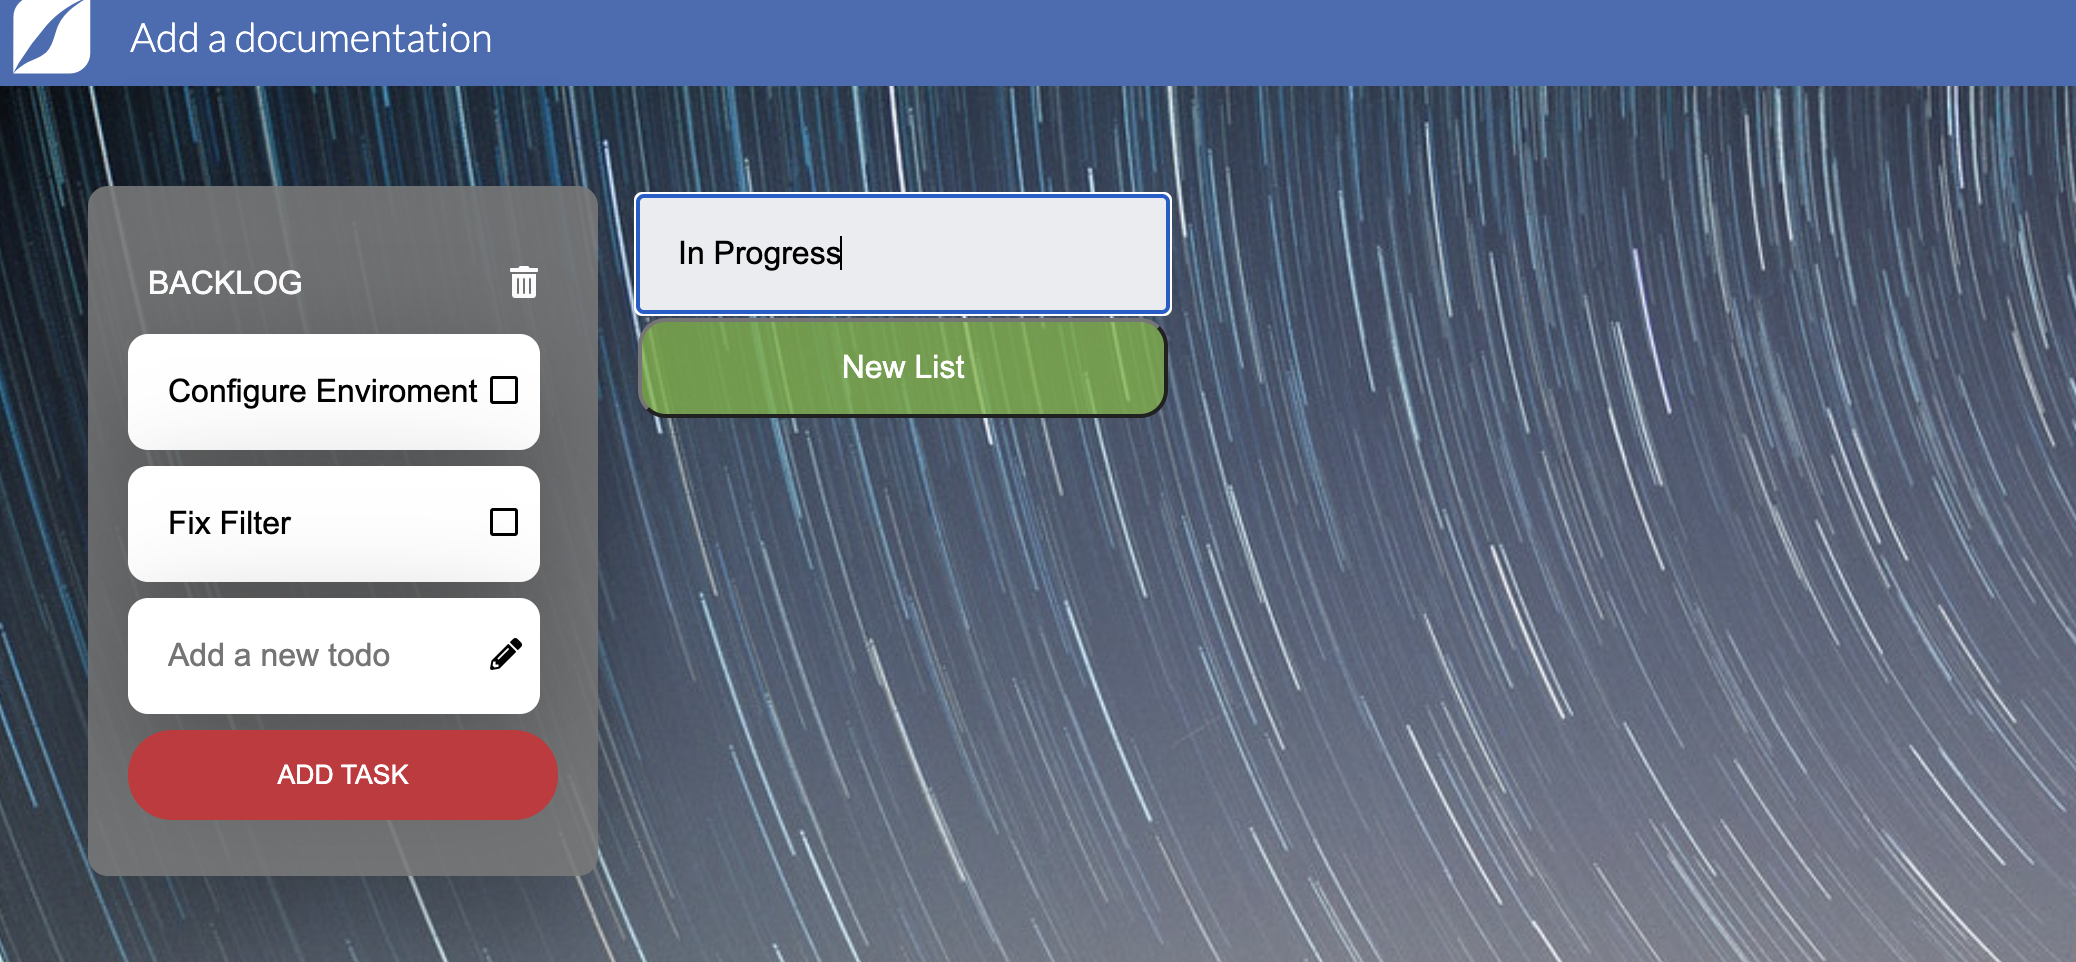 Add a documentation
BACKLOG
Configure Enviroment
Fix Filter
Add a new todo
ADD TASK
In Progress
New List